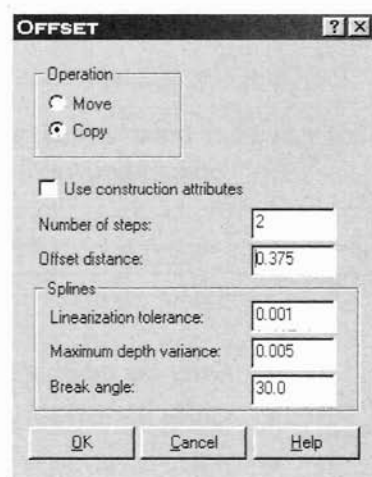 OFFSET ? X
Operation
Move
Copy
Use construction attributes
Number of steps: 2
Offset distance: 0.375
Splines
Linearization tolerance: 0.001
Maximum depth variance: 0.005
Break angle: 30.0
OK Cancel Help